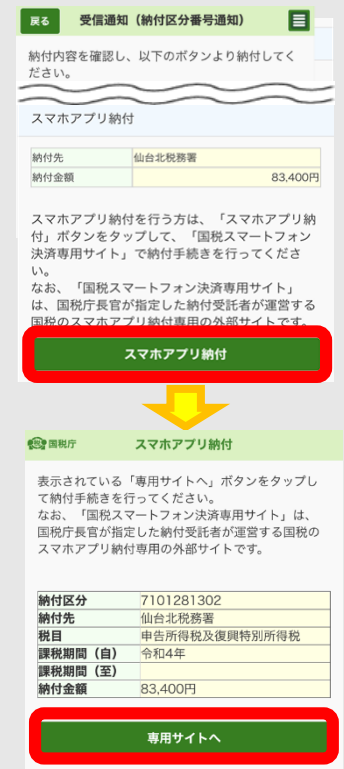 戻る 受信通知（納付区分番号通知）
納付内容を確認し、以下のボタンより納付してく
ださい。
スマホアプリ納付
納付先 仙台北税務署
納付金額 83,400円
スマホアプリ納付を行う方は、「スマホアプリ納
付」ボタンをタップして、「国税スマートフォン
決済専用サイト」で納付手続きを行ってくださ
い。
なお、「国税スマートフォン決済専用サイト」
は、国税庁長官が指定した納付受託者が運営する
国税のスマホアプリ納付専用の外部サイトです。
スマホアプリ納付
国税庁 スマホアプリ納付
表示されている「専用サイトへ」ボタンをタップし
て納付手続きを行ってください。
なお、「国税スマートフォン決済専用サイト」は、
国税庁長官が指定した納付受託者が運営する国税の
スマホアプリ納付専用の外部サイトです。
納付区分 7101281302
納付先 仙台北税務署
税目 申告所得税及復興特別所得税
課税期間（自） 令和4年
課税期間（至）
納付金額 83,400円
専用サイトへ